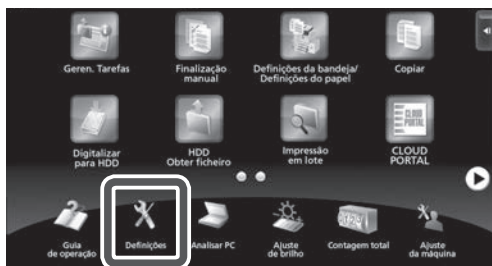 Geren. Tarefas
Finalização
manual
Definições da bandeja/
Definições do papel
Copiar
Digitalizar
para HDD
HDD
Obter ficheiro
Impressão
em lote
CLOUD
PORTAL
CLOUD
PORTAL
Guia
de operação
Definições
Analisar PC
Ajuste
de brilho
Contagem total
Ajuste
da máquina